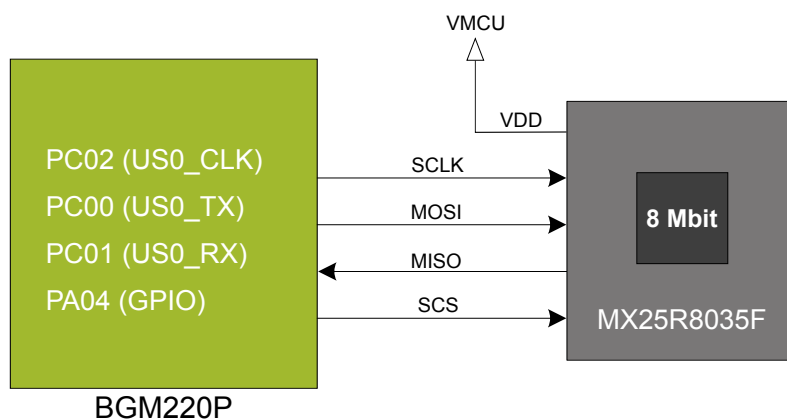 VMCU
VDD
PC02 (US0_CLK)
SCLK
PC00 (US0_TX)
MOSI
8 Mbit
PC01 (US0_RX)
MISO
PA04 (GPIO)
SCS
MX25R8035F
BGM220P